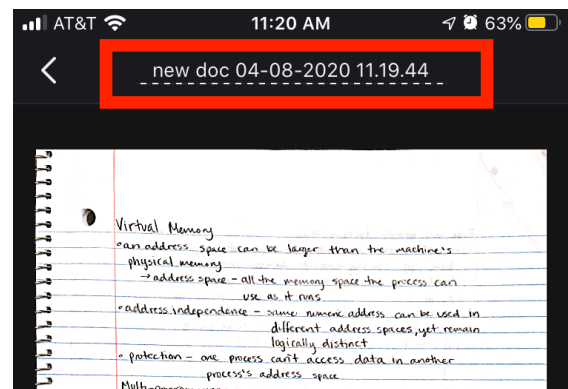 AT&T 11:20 AM 63%
new doc 04-08-2020 11.19.44
Virtual Memory
• an address space can be larger than the machine's
physical memory
→ address space - all the memory space the process can
use as it runs
• address independence - same numeric address can be used in
different address spaces, yet remain
logically distinct
• protection - one process can't access data in another
process's address space